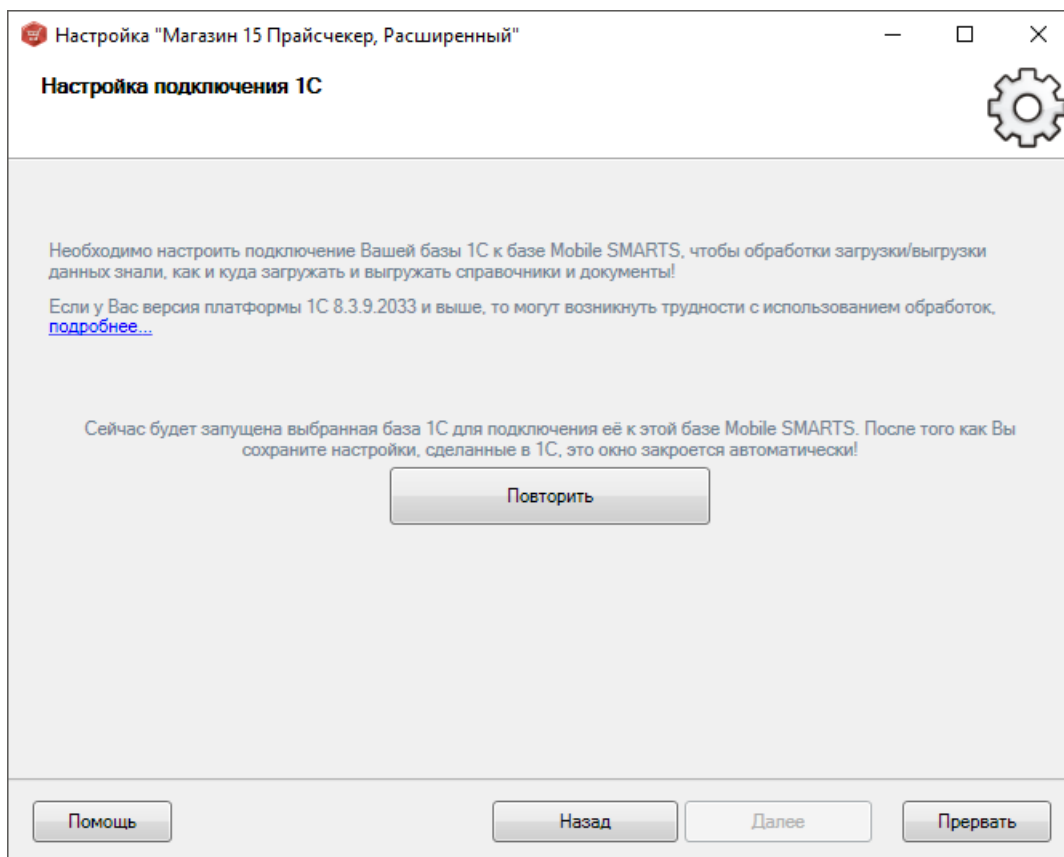 Настройка "Магазин 15 Прайсчекер, Расширенный"
Настройка подключения 1С
Необходимо настроить подключение Вашей базы 1С к базе Mobile SMARTS, чтобы обработки загрузки/выгрузки
данных знали, как и куда загружать и выгружать справочники и документы!
Если у Вас версия платформы 1С 8.3.9.2033 и выше, то могут возникнуть трудности с использованием обработок,
подробнее...
Сейчас будет запущена выбранная база 1С для подключения её к этой базе Mobile SMARTS. После того как Вы
сохраните настройки, сделанные в 1С, это окно закроется автоматически!
Повторить
Помощь
Назад
Далее
Прервать